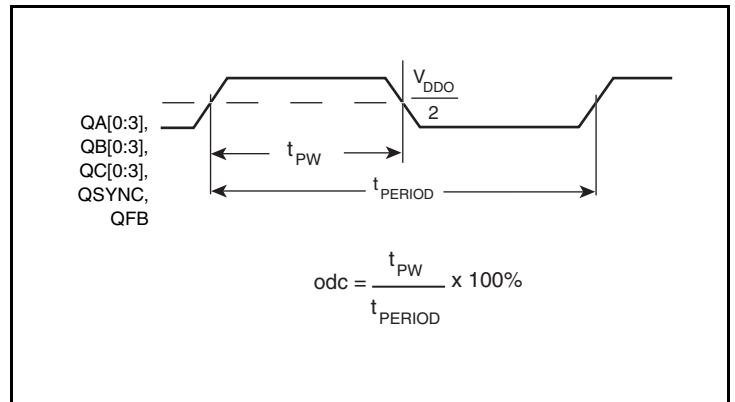 V_DDO
2
QA[0:3],
QB[0:3],
QC[0:3],
QSYNC,
QFB
t_PW
t_PERIOD
odc = t_PW x 100%
t_PERIOD